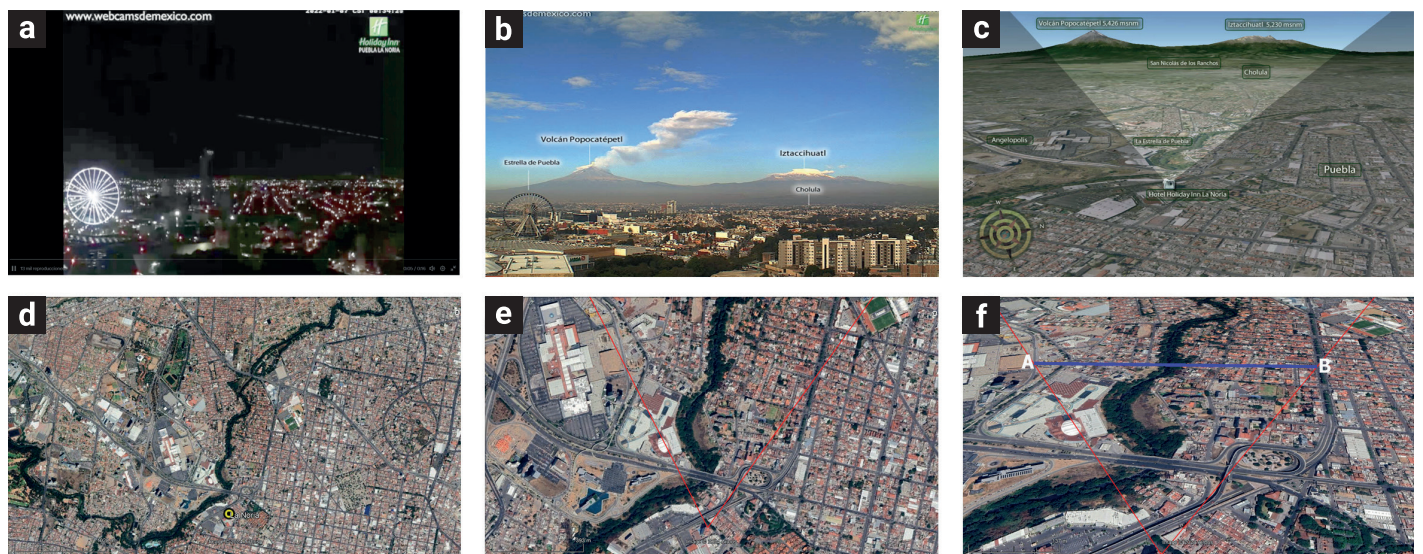 a
www.webcamsdemexico.com
Holiday Inn
PUEBLA LA NORIA
b
sdemexico.com
Volcán Popocatépetl
Estrella de Puebla
Iztaccihuatl
Cholula
c
Volcán Popocatépetl 5,426 msnm
Iztaccihuatl 5,230 msnm
San Nicolás de los Ranchos
Cholula
Angelopolis
La Estrella de Puebla
Puebla
Hotel Holiday Inn La Noria
W
N
d
La Noria
e
f
A
B